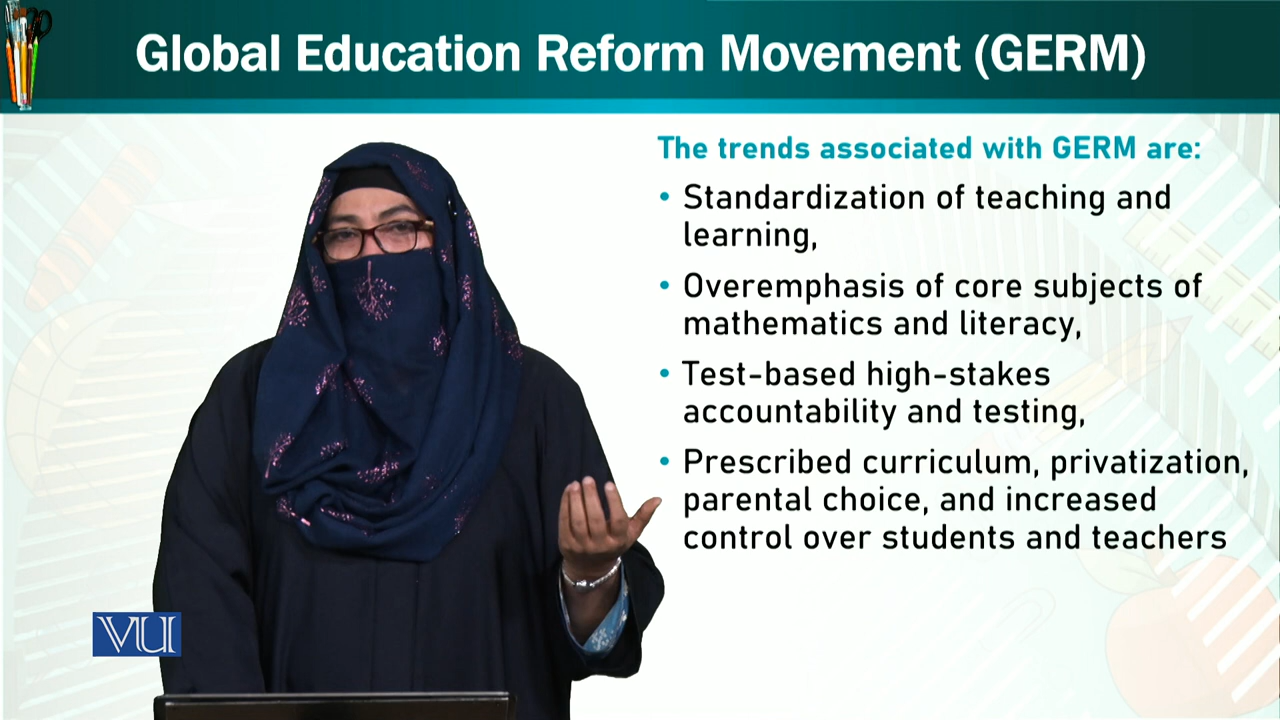 Global Education Reform Movement (GERM)
The trends associated with GERM are:
• Standardization of teaching and
learning,
• Overemphasis of core subjects of
mathematics and literacy,
• Test-based high-stakes
accountability and testing,
• Prescribed curriculum, privatization,
parental choice, and increased
control over students and teachers
VU